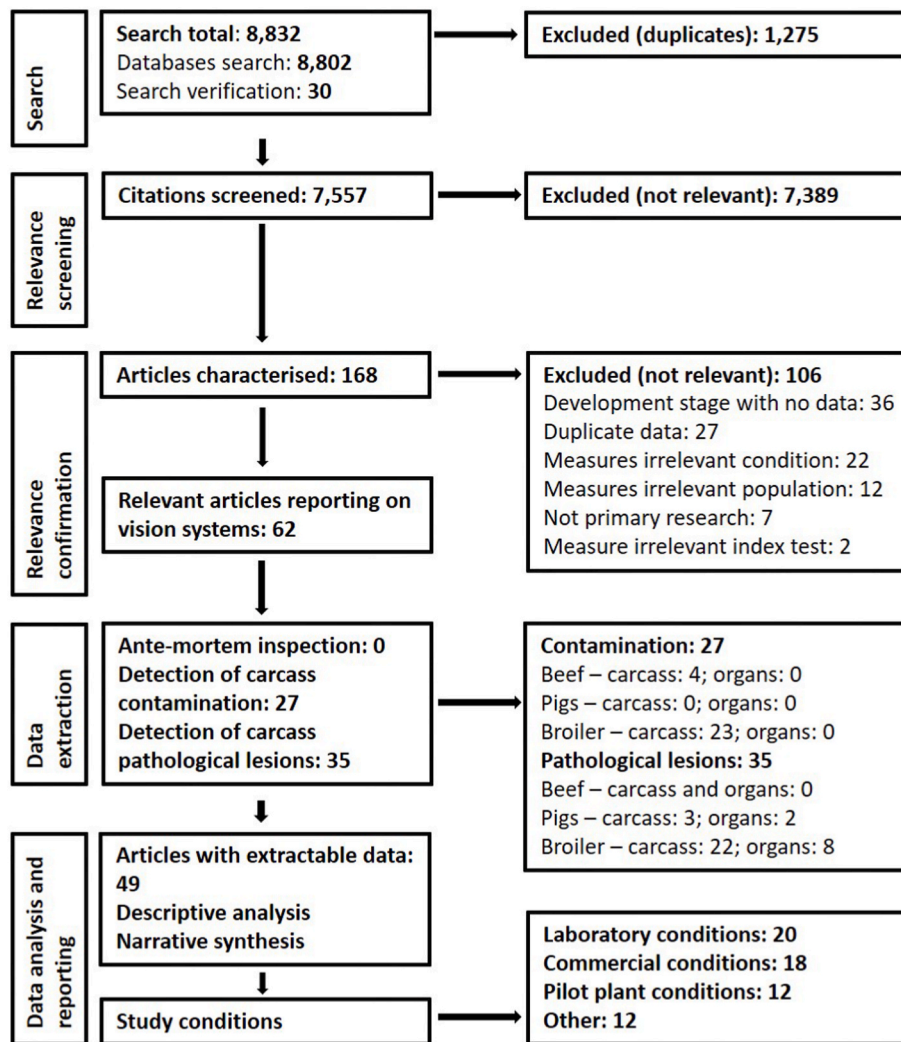 Search
Search total: 8,832
Databases search: 8,802
Search verification: 30
Excluded (duplicates): 1,275
Relevance
screening
Citations screened: 7,557
Excluded (not relevant): 7,389
Relevance
confirmation
Articles characterised: 168
Excluded (not relevant): 106
Development stage with no data: 36
Duplicate data: 27
Measures irrelevant condition: 22
Measures irrelevant population: 12
Not primary research: 7
Measure irrelevant index test: 2
Relevant articles reporting on
vision systems: 62
Data
extraction
Ante-mortem inspection: 0
Detection of carcass
contamination: 27
Detection of carcass
pathological lesions: 35
Contamination: 27
Beef – carcass: 4; organs: 0
Pigs – carcass: 0; organs: 0
Broiler – carcass: 23; organs: 0
Pathological lesions: 35
Beef – carcass and organs: 0
Pigs – carcass: 3; organs: 2
Broiler – carcass: 22; organs: 8
Data analysis and
reporting
Articles with extractable data:
49
Descriptive analysis
Narrative synthesis
Study conditions
Laboratory conditions: 20
Commercial conditions: 18
Pilot plant conditions: 12
Other: 12